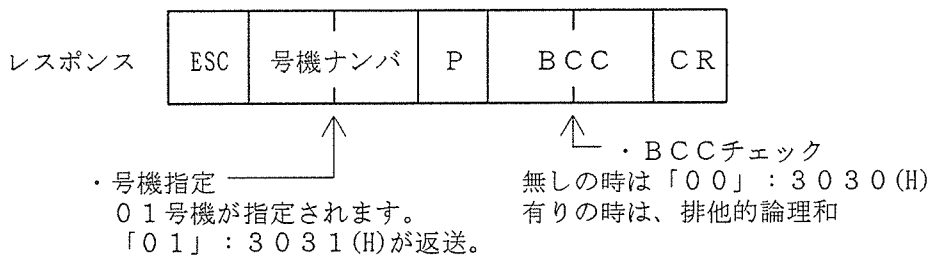 レスポンス ESC 号機ナンバ P BCC CR
・BCCチェック
・号機指定 無しの時は「00」:3030(H)
01号機が指定されます。 有りの時は、排他的論理和
「01」:3031(H)が返送。